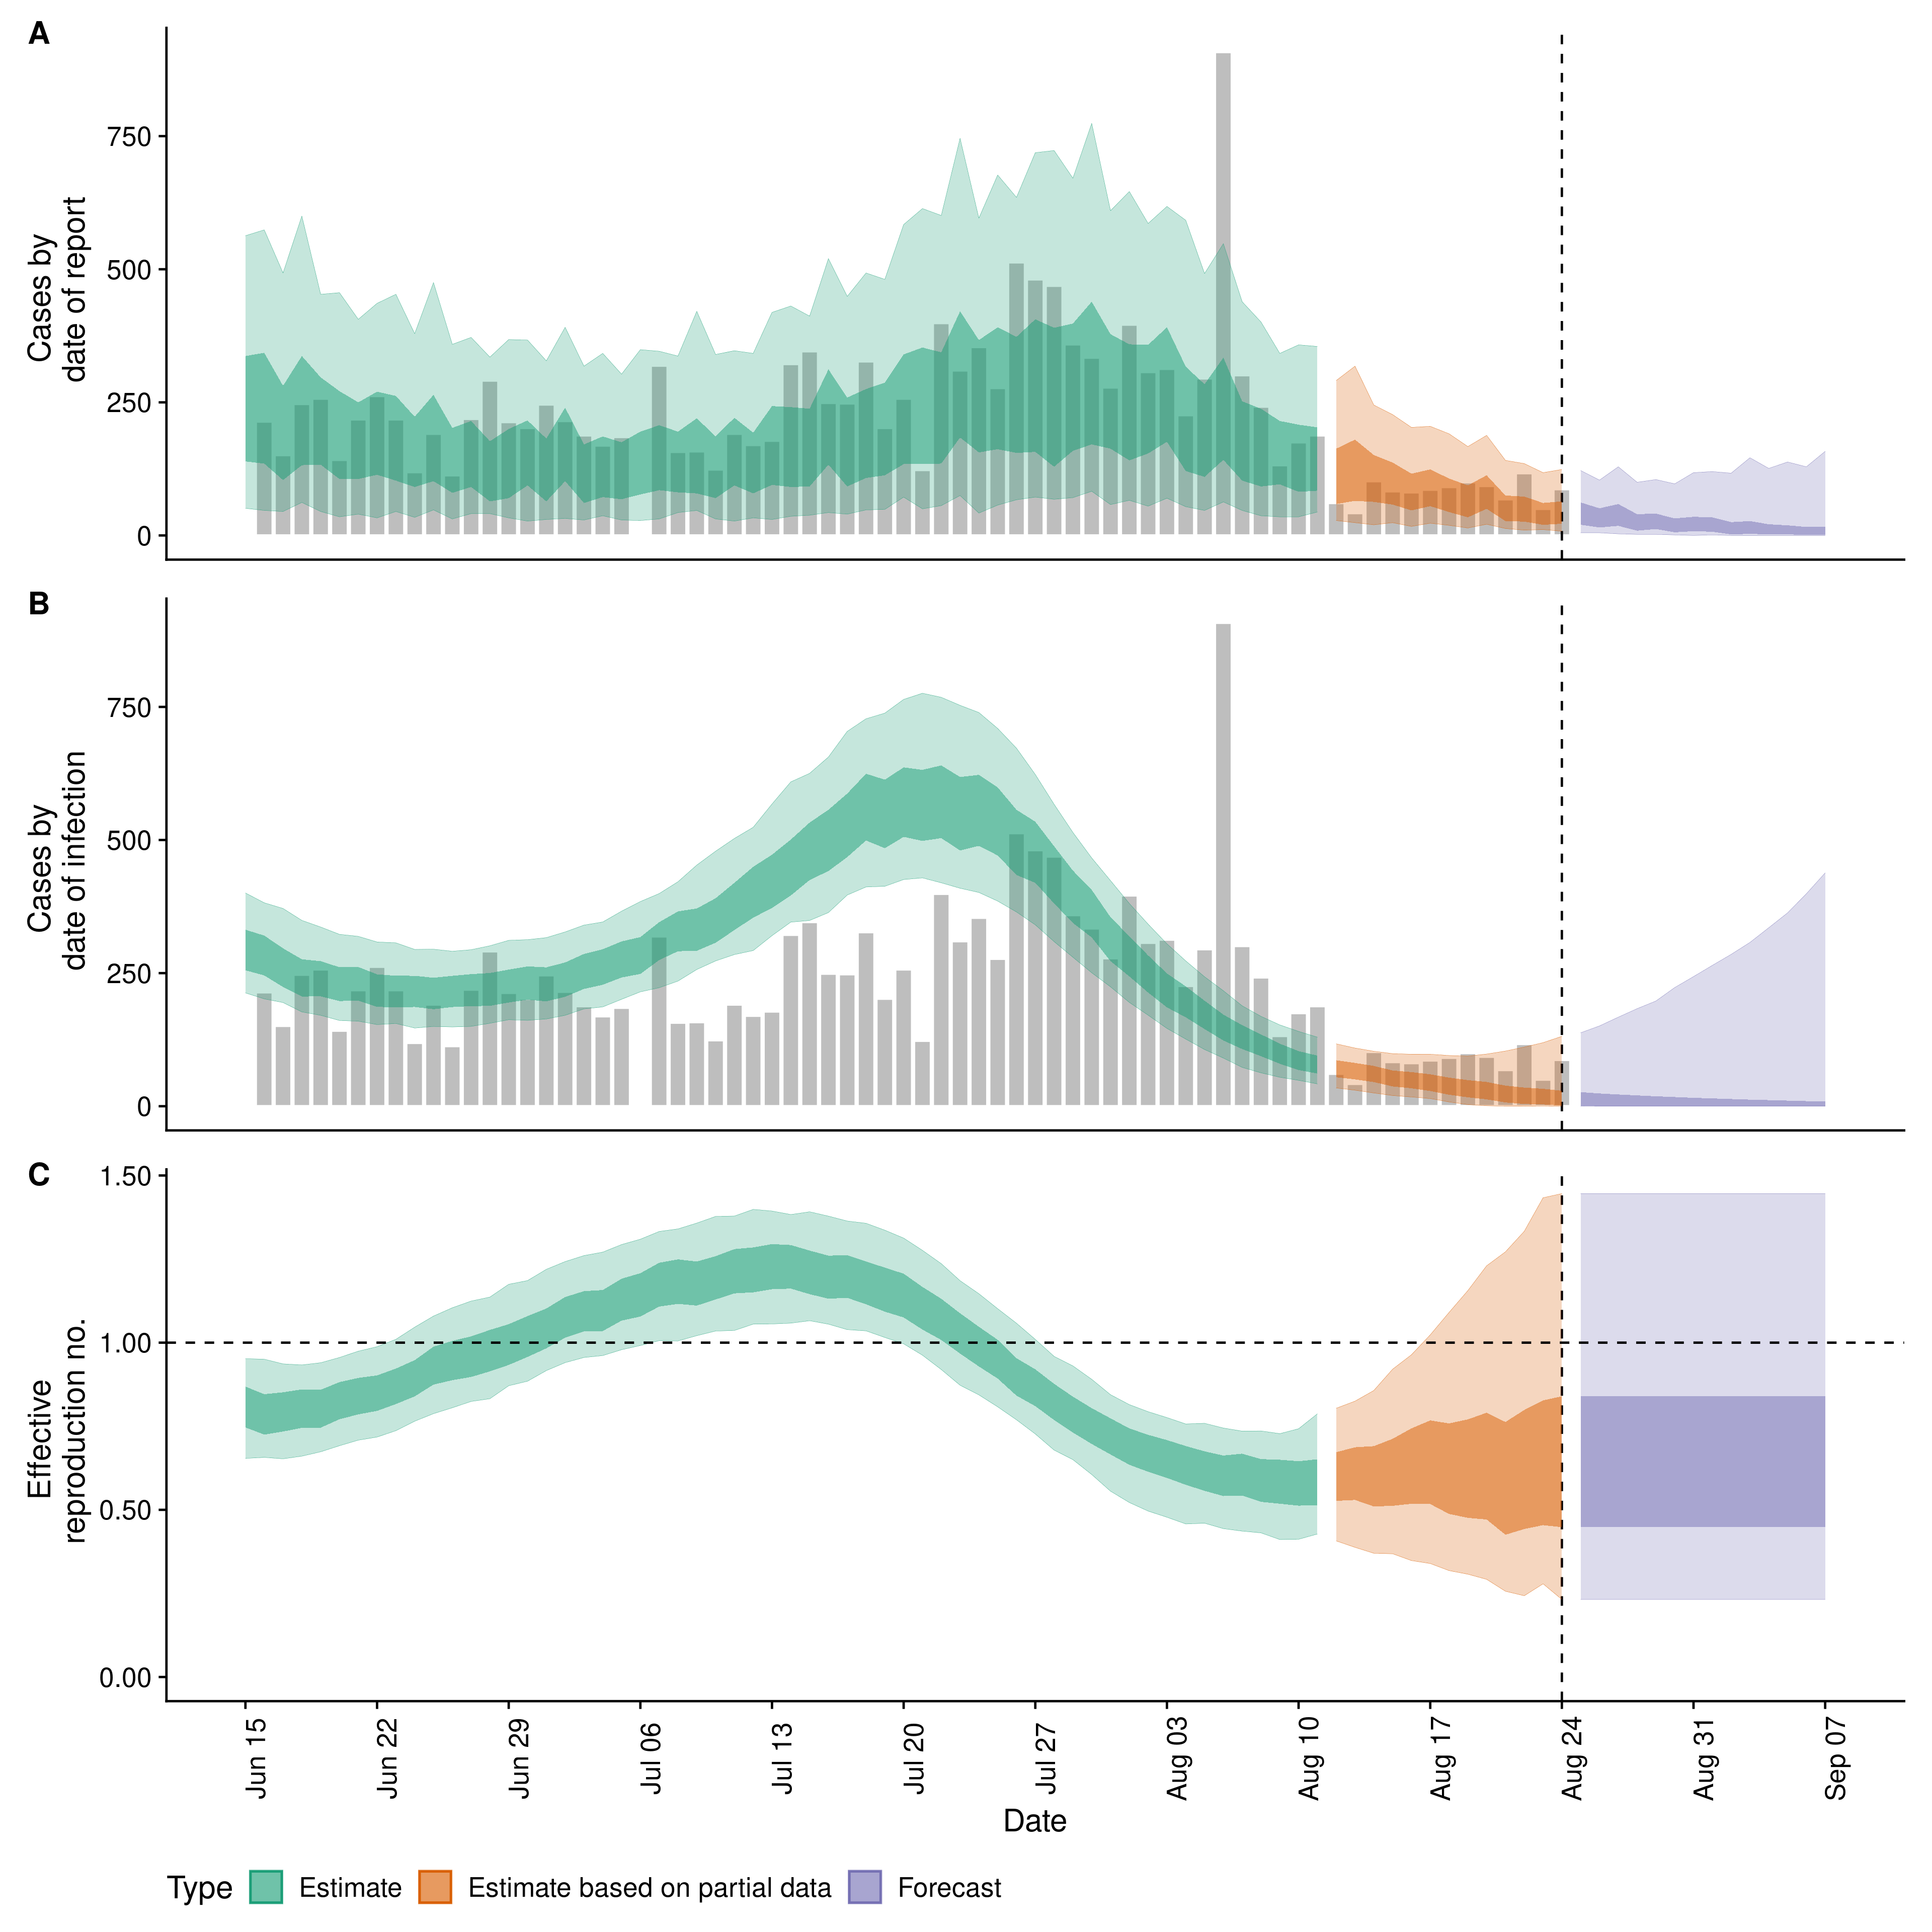 A
Cases by
date of report
750
500
250
0
B
Cases by
date of infection
750
500
250
0
C
Effective
reproduction no.
1.50
1.00
0.50
0.00
Jun 15
Jun 22
Jun 29
Jul 06
Jul 13
Jul 20
Jul 27
Aug 03
Aug 10
Aug 17
Aug 24
Aug 31
Sep 07
Date
Type Estimate Estimate based on partial data Forecast